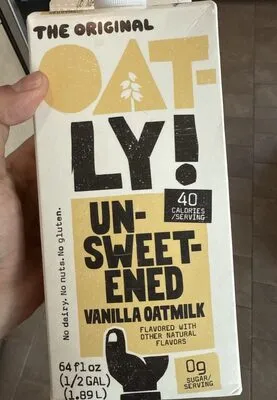 THE ORIGINAL
OAT-
LY!
40
CALORIES
/SERVING
UN-
SWEET-
ENED
VANILLA OATMILK
FLAVORED WITH
OTHER NATURAL
FLAVORS
No dairy. No nuts. No gluten.
64 fl oz
(1/2 GAL)
(1.89 L)
0g
SUGAR/
SERVING